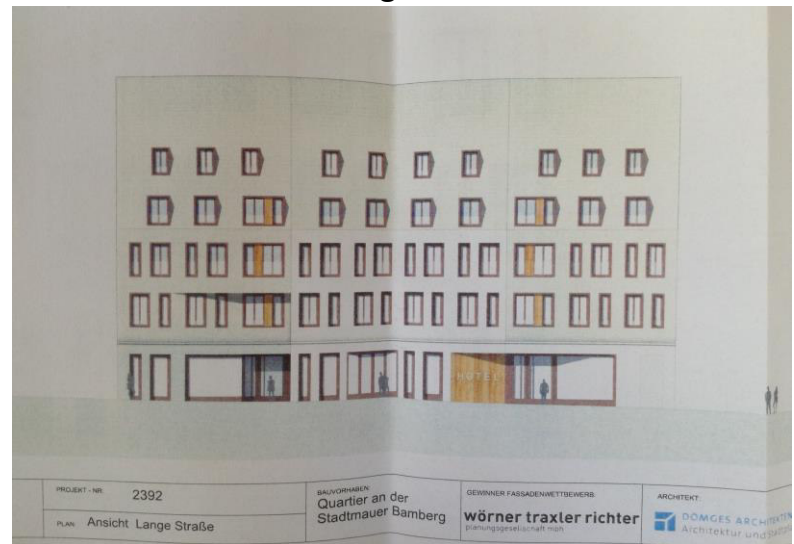 HOTEL
PROJEKT - NR: 2392
PLAN: Ansicht Lange Straße
BAUVORHABEN:
Quartier an der
Stadtmauer Bamberg
GEWINNER FASSADENWETTBEWERB:
wörner traxler richter
planungsgesellschaft mbh
ARCHITEKT:
DÖMGES ARCHITEKTEN
Architektur und